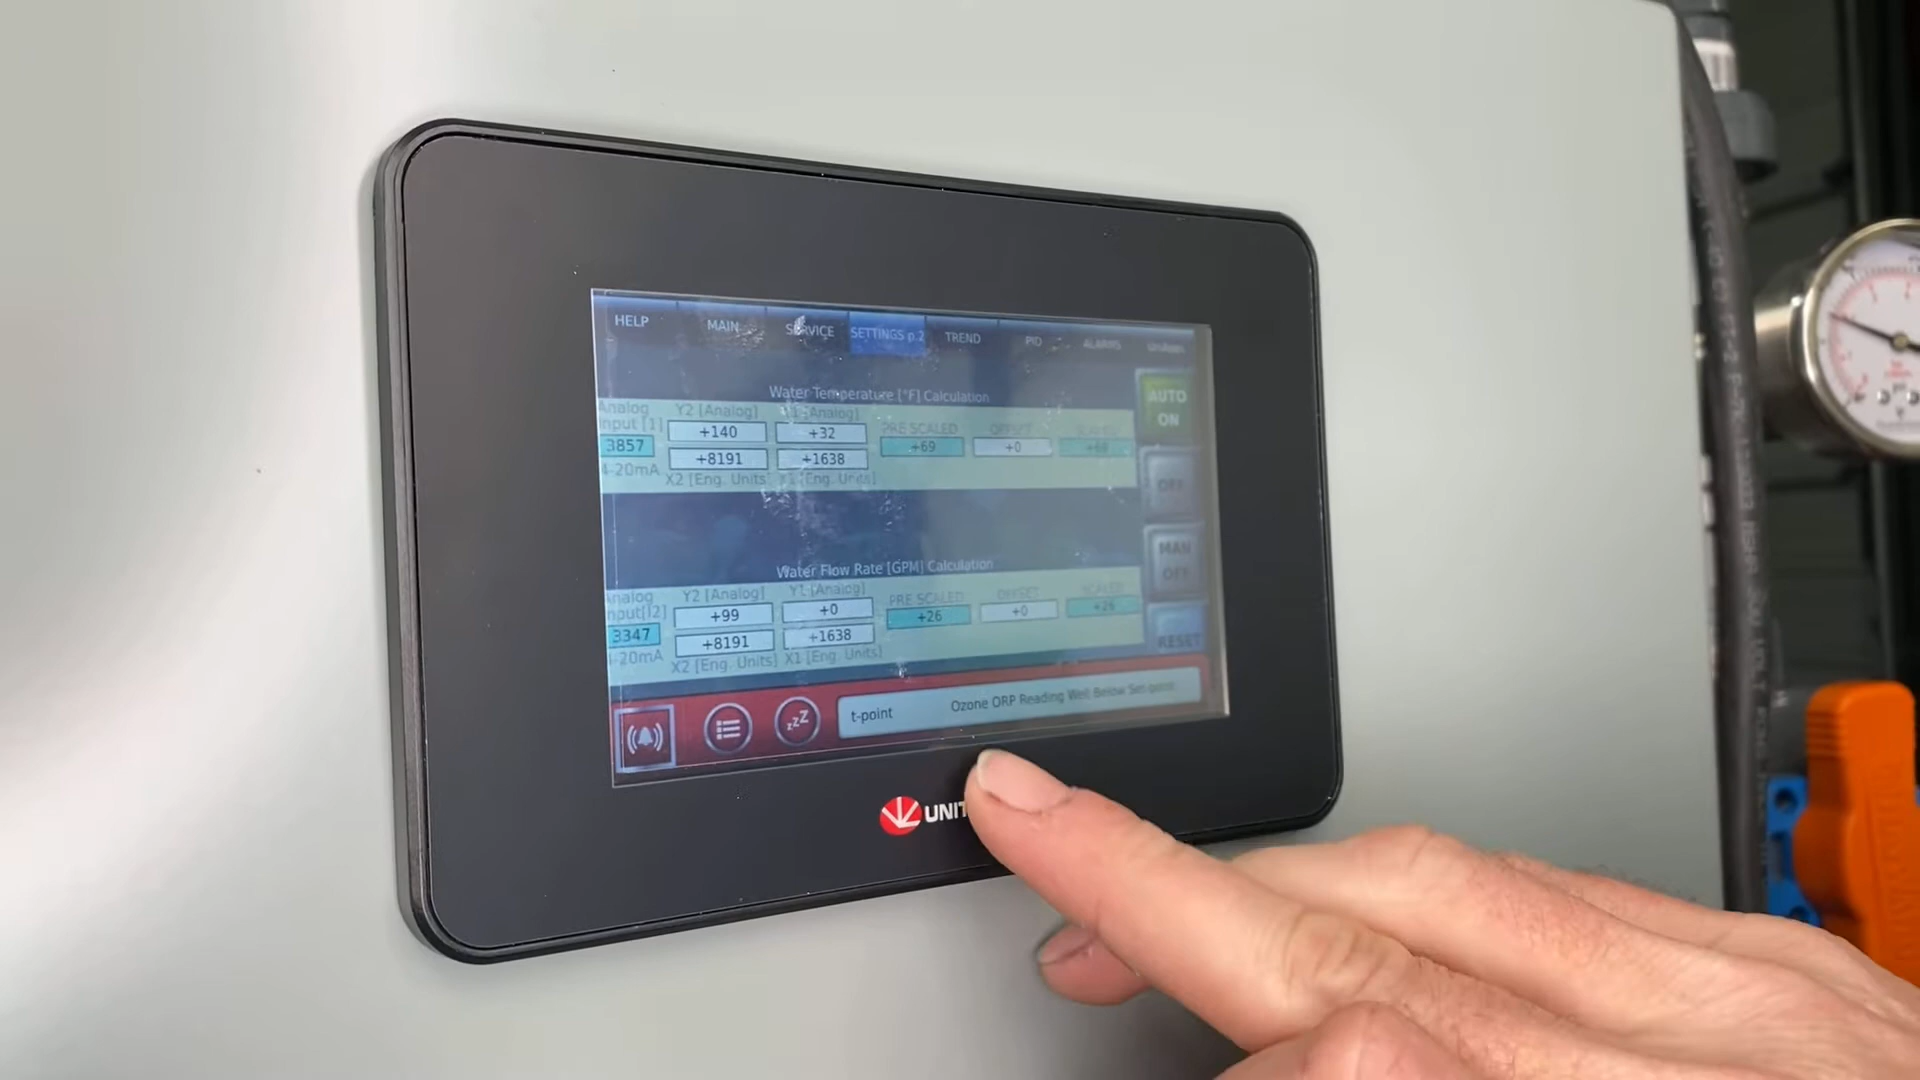 HELP MAIN SERVICE SETTINGS p.2 TREND PID ALARMS
Water Temperature [°F] Calculation
Analog Input [1] 3857 4-20mA
Y2 [Analog] +140 +8191 X2 [Eng. Units]
Y1 [Analog] +32 +1638 X1 [Eng. Units]
PRE SCALED +69
OFFSET +0
SCALED
AUTO ON
OFF
MAN OFF
RESET
Water Flow Rate [GPM] Calculation
Analog Input[I2] 3347 4-20mA
Y2 [Analog] +99 +8191 X2 [Eng. Units]
Y1 [Analog] +0 +1638 X1 [Eng. Units]
PRE SCALED +26
OFFSET +0
SCALED +26
t-point Ozone ORP Reading Well Below Set-point
zzZ
UNIT